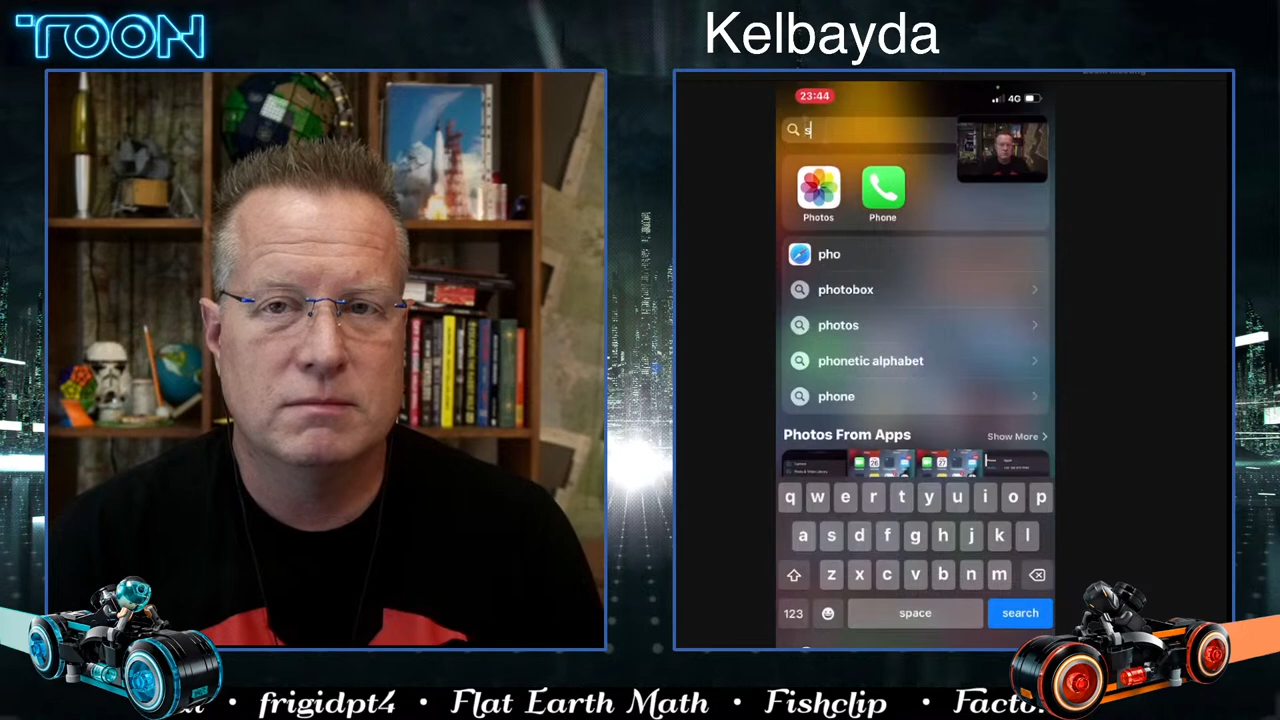 TOON
Kelbayda
23:44
4G
s
Photos
Phone
pho
photobox
photos
phonetic alphabet
phone
Photos From Apps
Show More
q w e r t y u i o p
a s d f g h j k l
z x c v b n m
123
space
search
• frigidpt4 • Flat Earth Math • Fishclip •